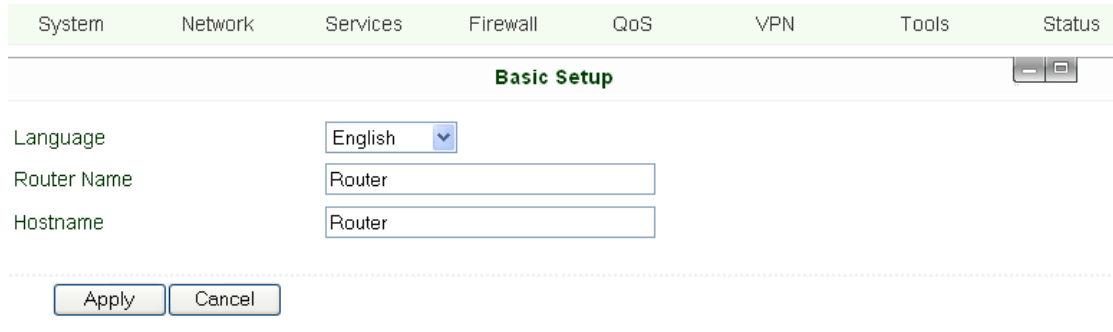 System Network Services Firewall QoS VPN Tools Status
Basic Setup
Language English
Router Name Router
Hostname Router
Apply Cancel